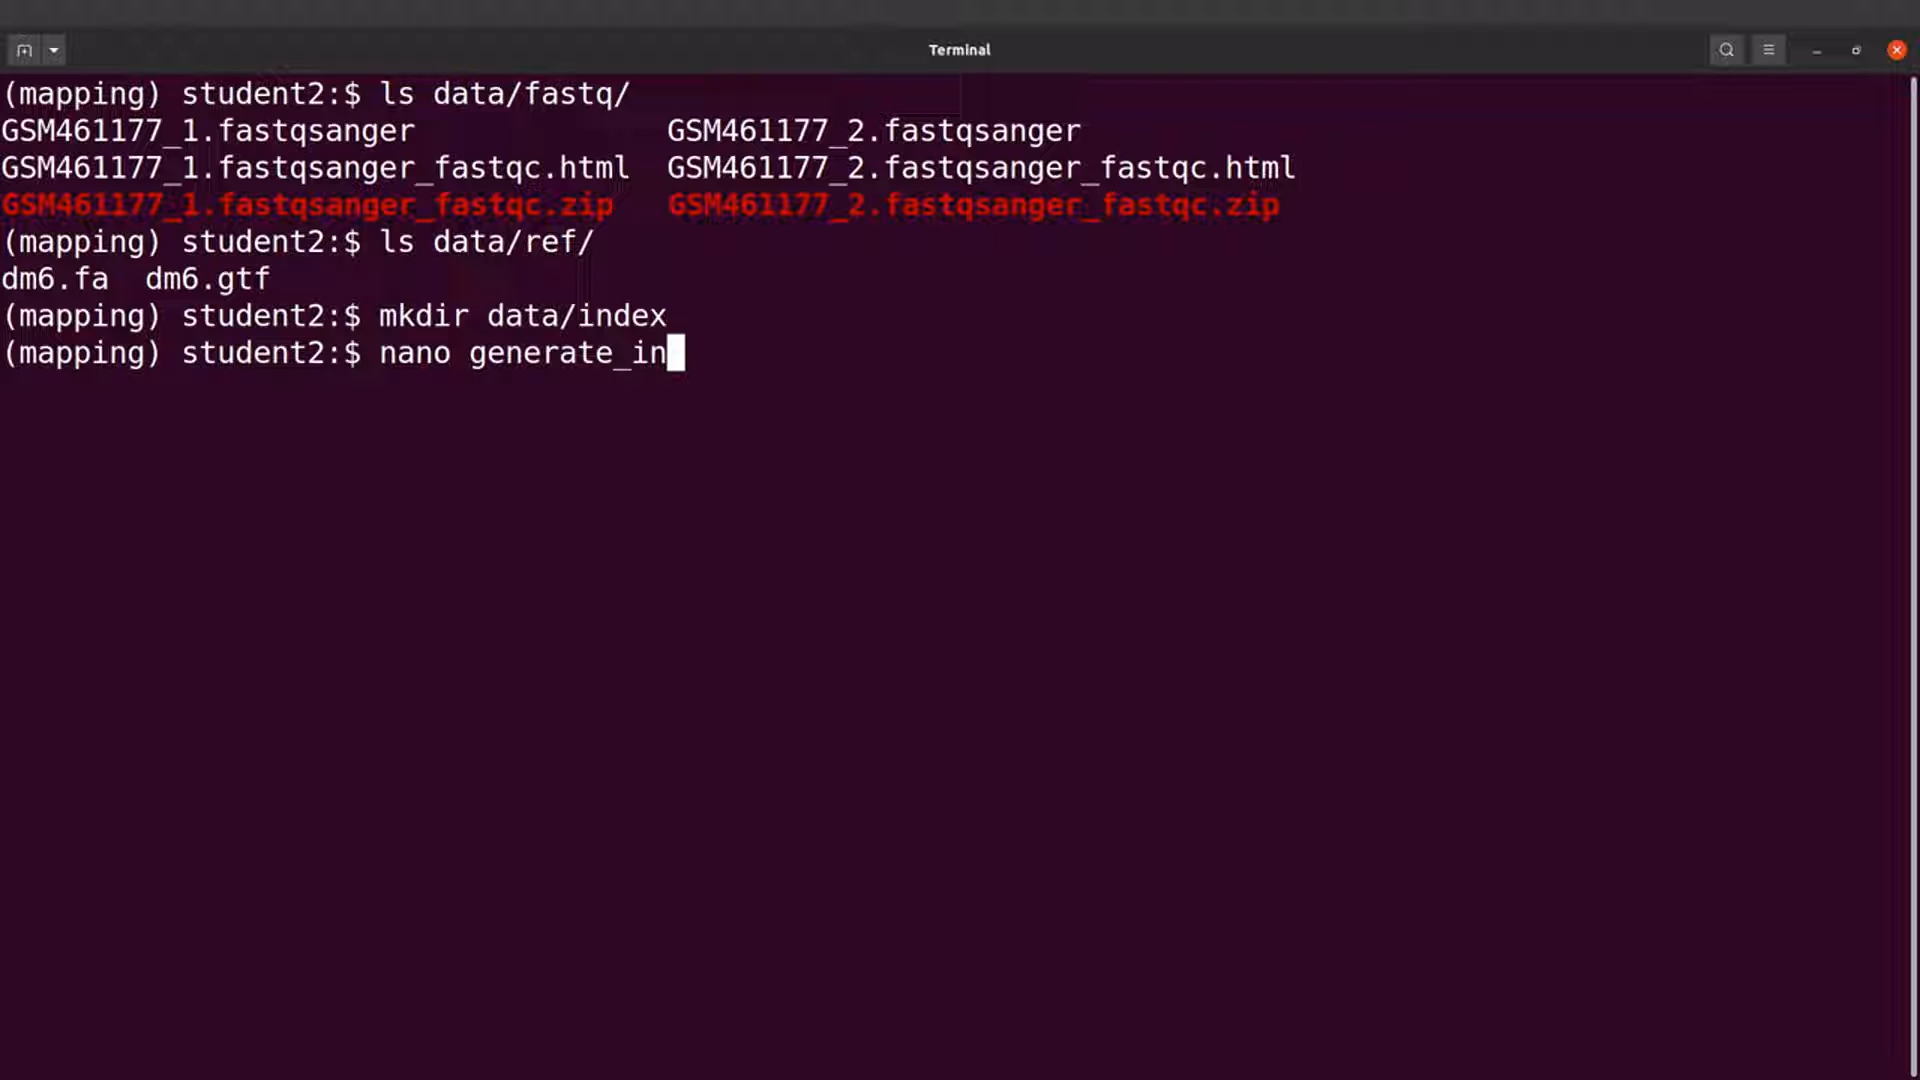 Terminal
(mapping) student2:$ ls data/fastq/
GSM461177_1.fastqsanger GSM461177_2.fastqsanger
GSM461177_1.fastqsanger_fastqc.html GSM461177_2.fastqsanger_fastqc.html
GSM461177_1.fastqsanger_fastqc.zip GSM461177_2.fastqsanger_fastqc.zip
(mapping) student2:$ ls data/ref/
dm6.fa dm6.gtf
(mapping) student2:$ mkdir data/index
(mapping) student2:$ nano generate_in